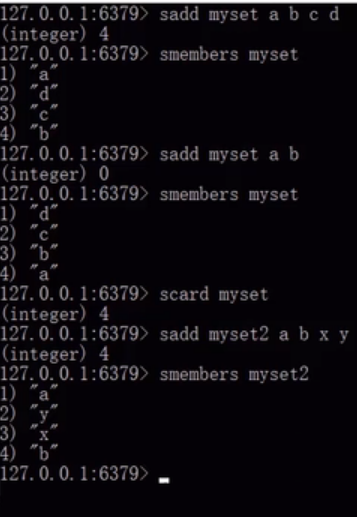 127.0.0.1:6379> sadd myset a b c d
(integer) 4
127.0.0.1:6379> smembers myset
1) "a"
2) "d"
3) "c"
4) "b"
127.0.0.1:6379> sadd myset a b
(integer) 0
127.0.0.1:6379> smembers myset
1) "d"
2) "c"
3) "b"
4) "a"
127.0.0.1:6379> scard myset
(integer) 4
127.0.0.1:6379> sadd myset2 a b x y
(integer) 4
127.0.0.1:6379> smembers myset2
1) "a"
2) "y"
3) "x"
4) "b"
127.0.0.1:6379>